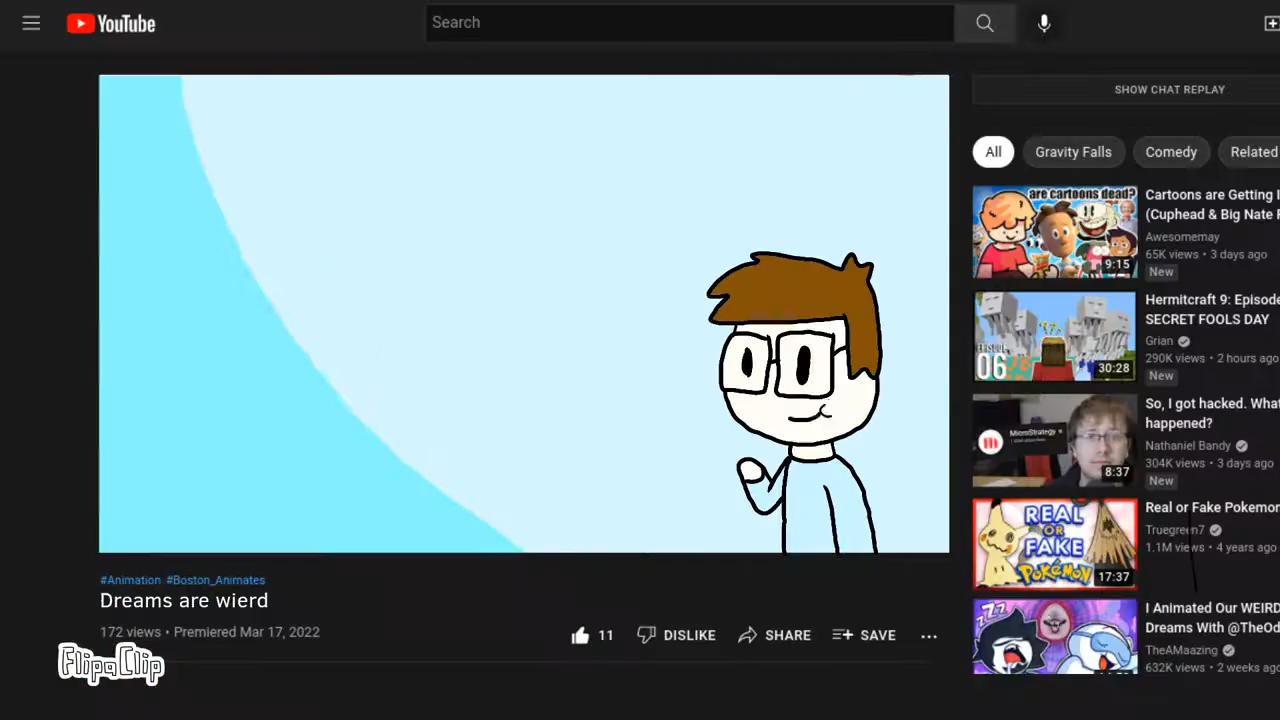 YouTube
Search
SHOW CHAT REPLAY
All
Gravity Falls
Comedy
Related
are cartoons dead?
9:15
Cartoons are Getting
(Cuphead & Big Nate
Awesomemay
65K views • 3 days ago
New
EPISODE
06
30:28
Hermitcraft 9: Episode
SECRET FOOLS DAY
Grian
290K views • 2 hours ago
New
MicroStrategy
8:37
So, I got hacked. What
happened?
Nathaniel Bandy
304K views • 3 days ago
New
REAL
OR
FAKE
POKéMON
17:37
Real or Fake Pokemon
Truegreen7
1.1M views • 4 years ago
zzz
I Animated Our WEIRD
Dreams With @TheOd
TheAMaazing
632K views • 2 weeks ago
#Animation #Boston_Animates
Dreams are wierd
172 views • Premiered Mar 17, 2022
11
DISLIKE
SHARE
SAVE
FlipaClip